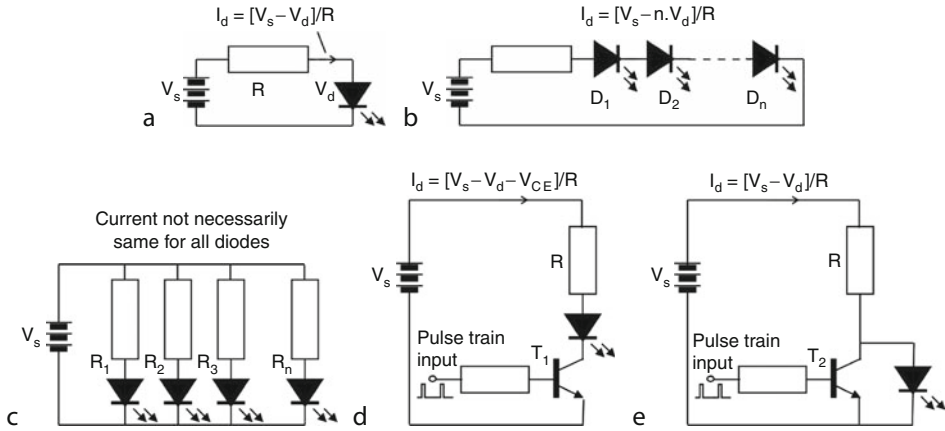 I_d = [V_s – V_d]/R
V_s
R
V_d
a
I_d = [V_s – n.V_d]/R
V_s
D_1
D_2
D_n
b
Current not necessarily
same for all diodes
V_s
R_1
R_2
R_3
R_n
c
I_d = [V_s – V_d – V_CE]/R
V_s
R
Pulse train
input
T_1
d
I_d = [V_s – V_d]/R
V_s
R
Pulse train
input
T_2
e